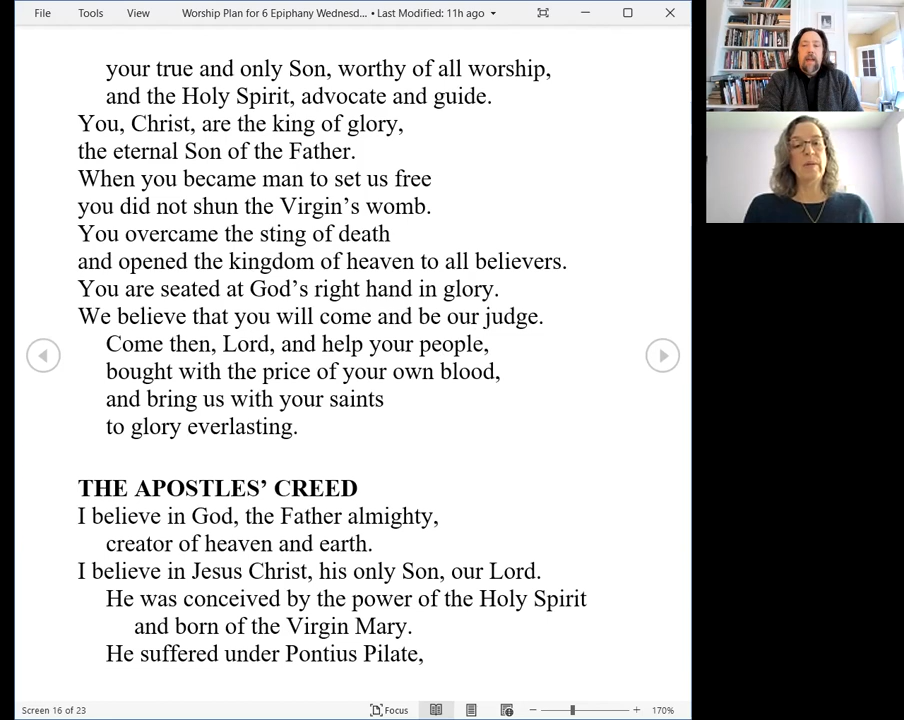 File Tools Worship Plan for 6 Epiphany Wednesd... • Last Modified: 11h ago
your true and only Son, worthy of all worship,
and the Holy Spirit, advocate and guide.
You, Christ, are the king of glory,
the eternal Son of the Father.
When you became man to set us free
you did not shun the Virgin’s womb.
You overcame the sting of death
and opened the kingdom of heaven to all believers.
You are seated at God’s right hand in glory.
We believe that you will come and be our judge.
Come then, Lord, and help your people,
bought with the price of your own blood,
and bring us with your saints
to glory everlasting.
THE APOSTLES’ CREED
I believe in God, the Father almighty,
creator of heaven and earth.
I believe in Jesus Christ, his only Son, our Lord.
He was conceived by the power of the Holy Spirit
and born of the Virgin Mary.
He suffered under Pontius Pilate,
Screen 16 of 23 Focus 170%